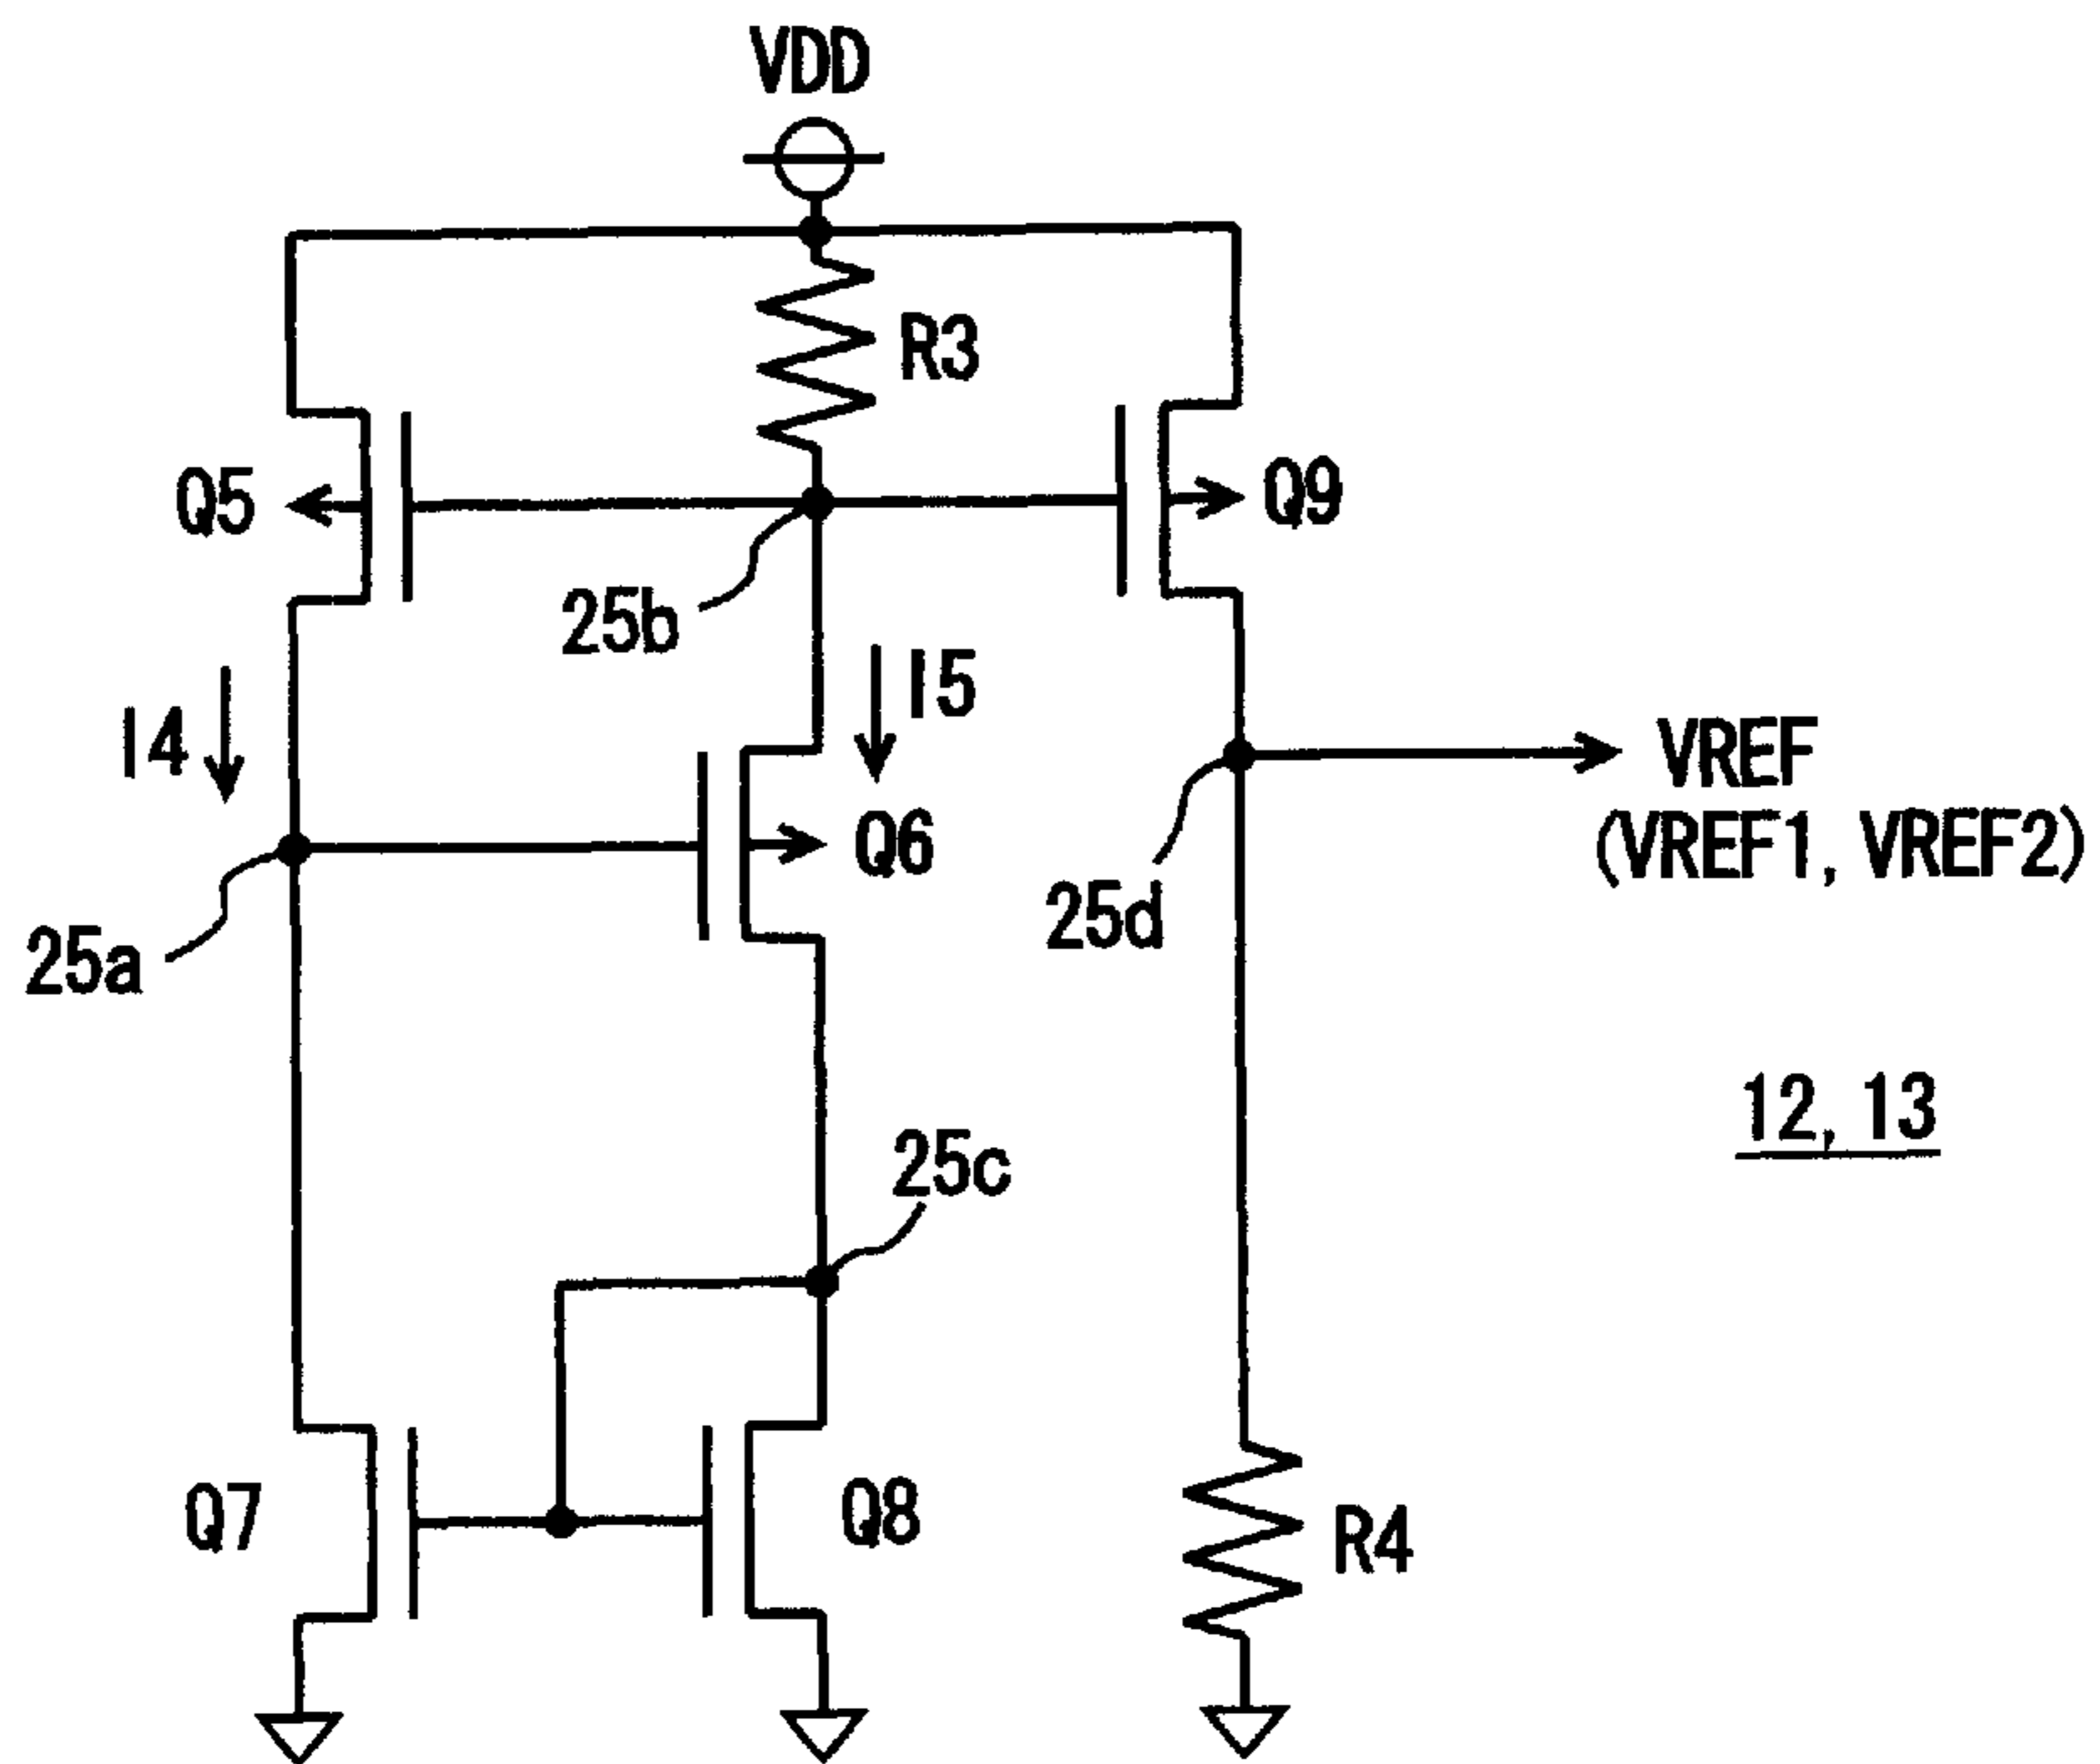 VDD
R3
Q5
Q9
25b
I4
I5
VREF
(VREF1, VREF2)
Q6
25d
25a
25c
12, 13
Q7
Q8
R4